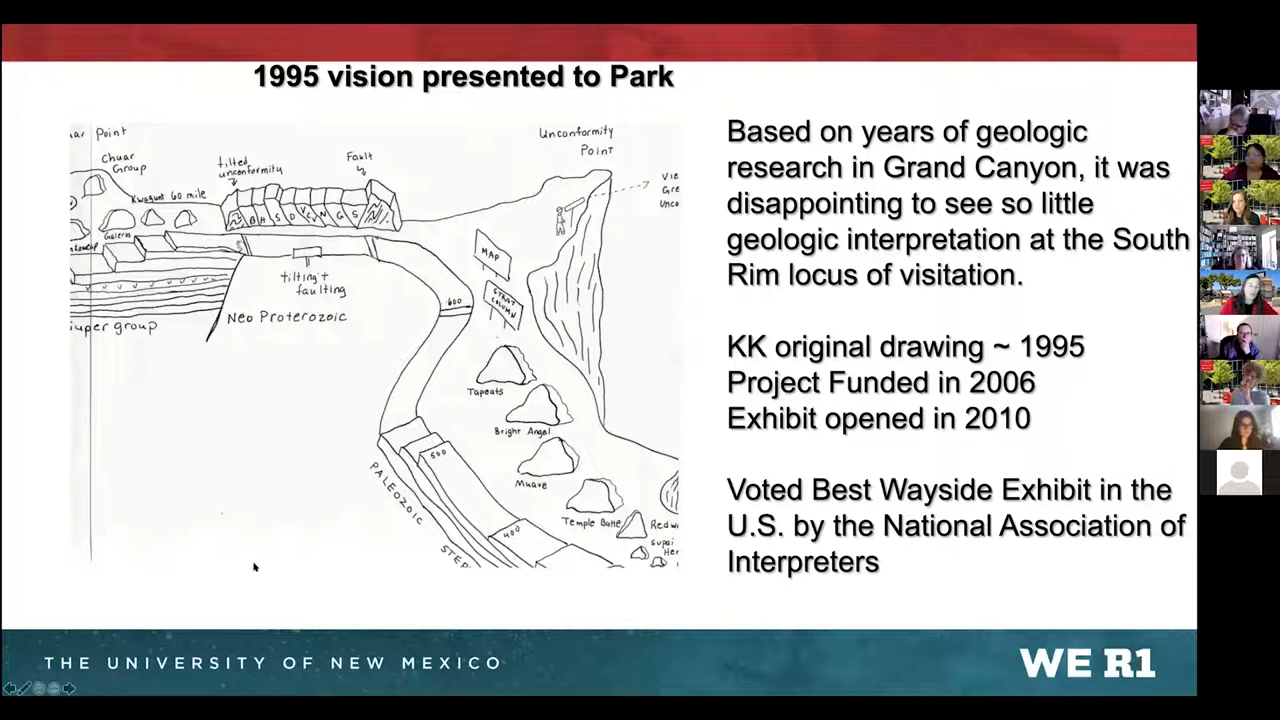 1995 vision presented to Park
Point
Unconformity
Point
Chuar
Group
tilted
unconformity
Fault
Kwagunt 60 mile
Galeros
B H S D V C N G S
MAP
STRAT
COLUMN
tilting +
faulting
600
Neo Proterozoic
Tapeats
Bright Angel
Muave
Temple Butte
500
400
PALEOZOIC
Based on years of geologic
research in Grand Canyon, it was
disappointing to see so little
geologic interpretation at the South
Rim locus of visitation.
KK original drawing ~ 1995
Project Funded in 2006
Exhibit opened in 2010
Voted Best Wayside Exhibit in the
U.S. by the National Association of
Interpreters
THE UNIVERSITY OF NEW MEXICO
WE R1